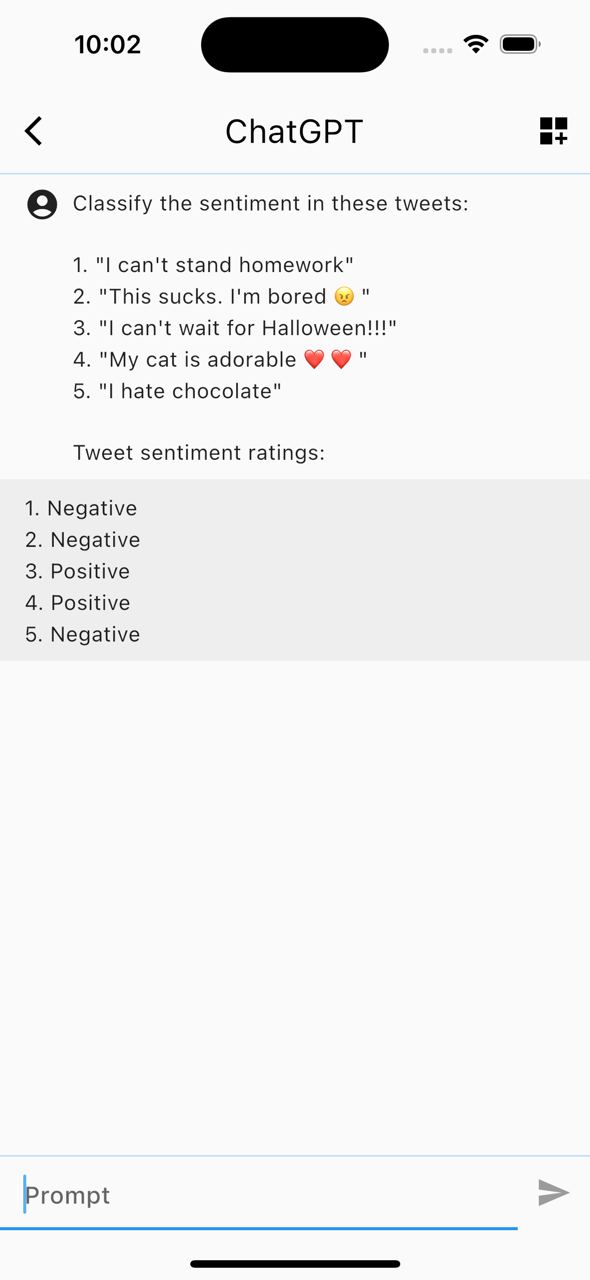 10:02
ChatGPT
Classify the sentiment in these tweets:
1. "I can't stand homework"
2. "This sucks. I'm bored 😠 "
3. "I can't wait for Halloween!!!"
4. "My cat is adorable ❤️ ❤️ "
5. "I hate chocolate"
Tweet sentiment ratings:
1. Negative
2. Negative
3. Positive
4. Positive
5. Negative
Prompt